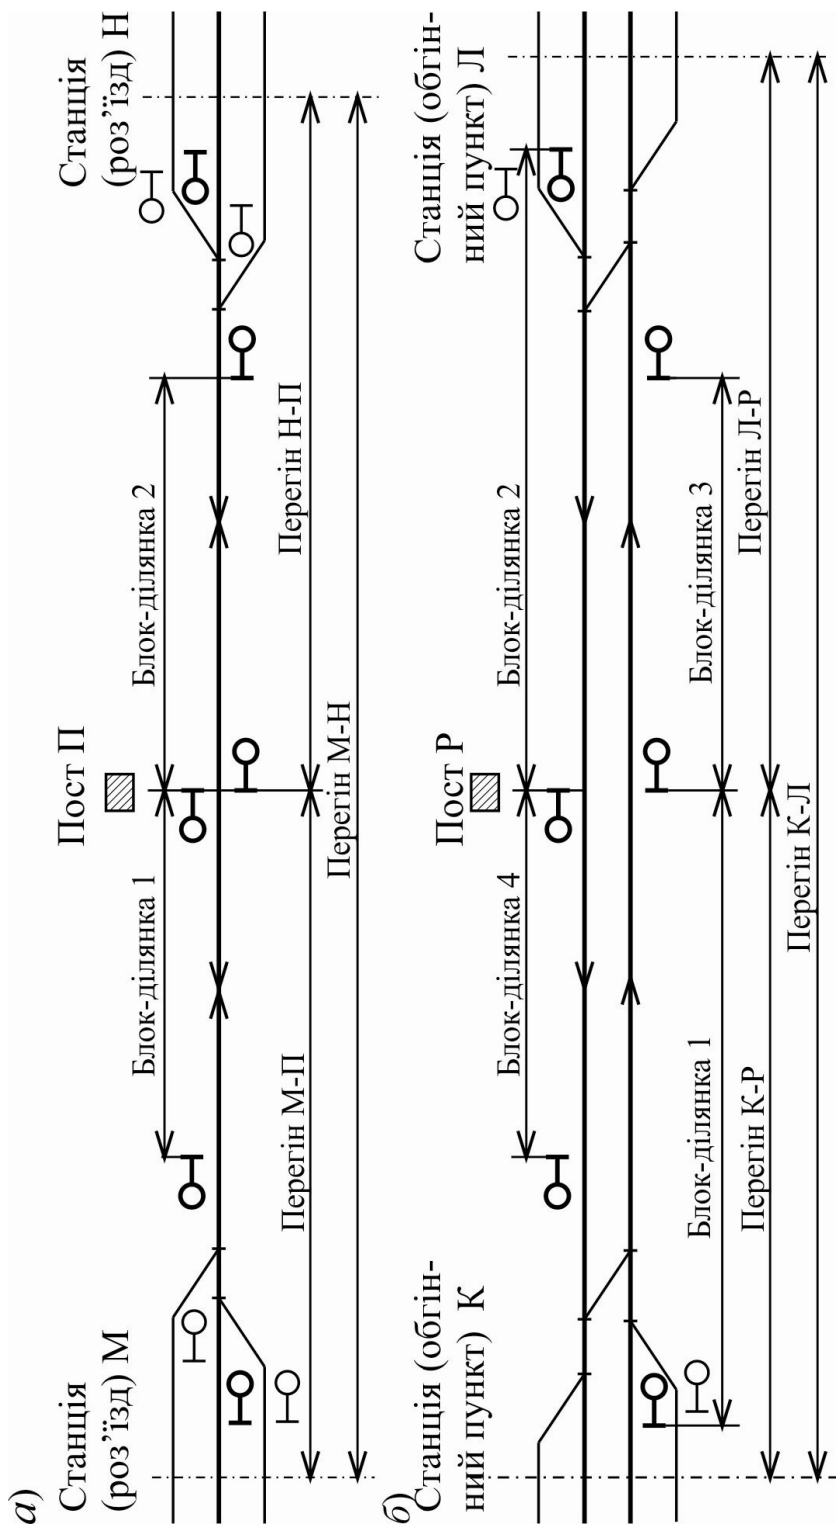 а)
Станція
(роз’їзд) М
Пост П
Станція
(роз’їзд) Н
Блок-ділянка 1
Блок-ділянка 2
Перегін М-П
Перегін Н-П
Перегін М-Н
б)
Станція (обгін-
ний пункт) К
Пост Р
Станція (обгін-
ний пункт) Л
Блок-ділянка 4
Блок-ділянка 2
Блок-ділянка 1
Блок-ділянка 3
Перегін К-Р
Перегін Л-Р
Перегін К-Л